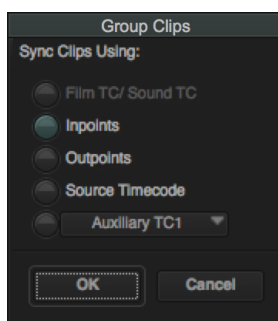 Group Clips
Sync Clips Using:
Film TC/ Sound TC
Inpoints
Outpoints
Source Timecode
Auxiliary TC1
OK
Cancel